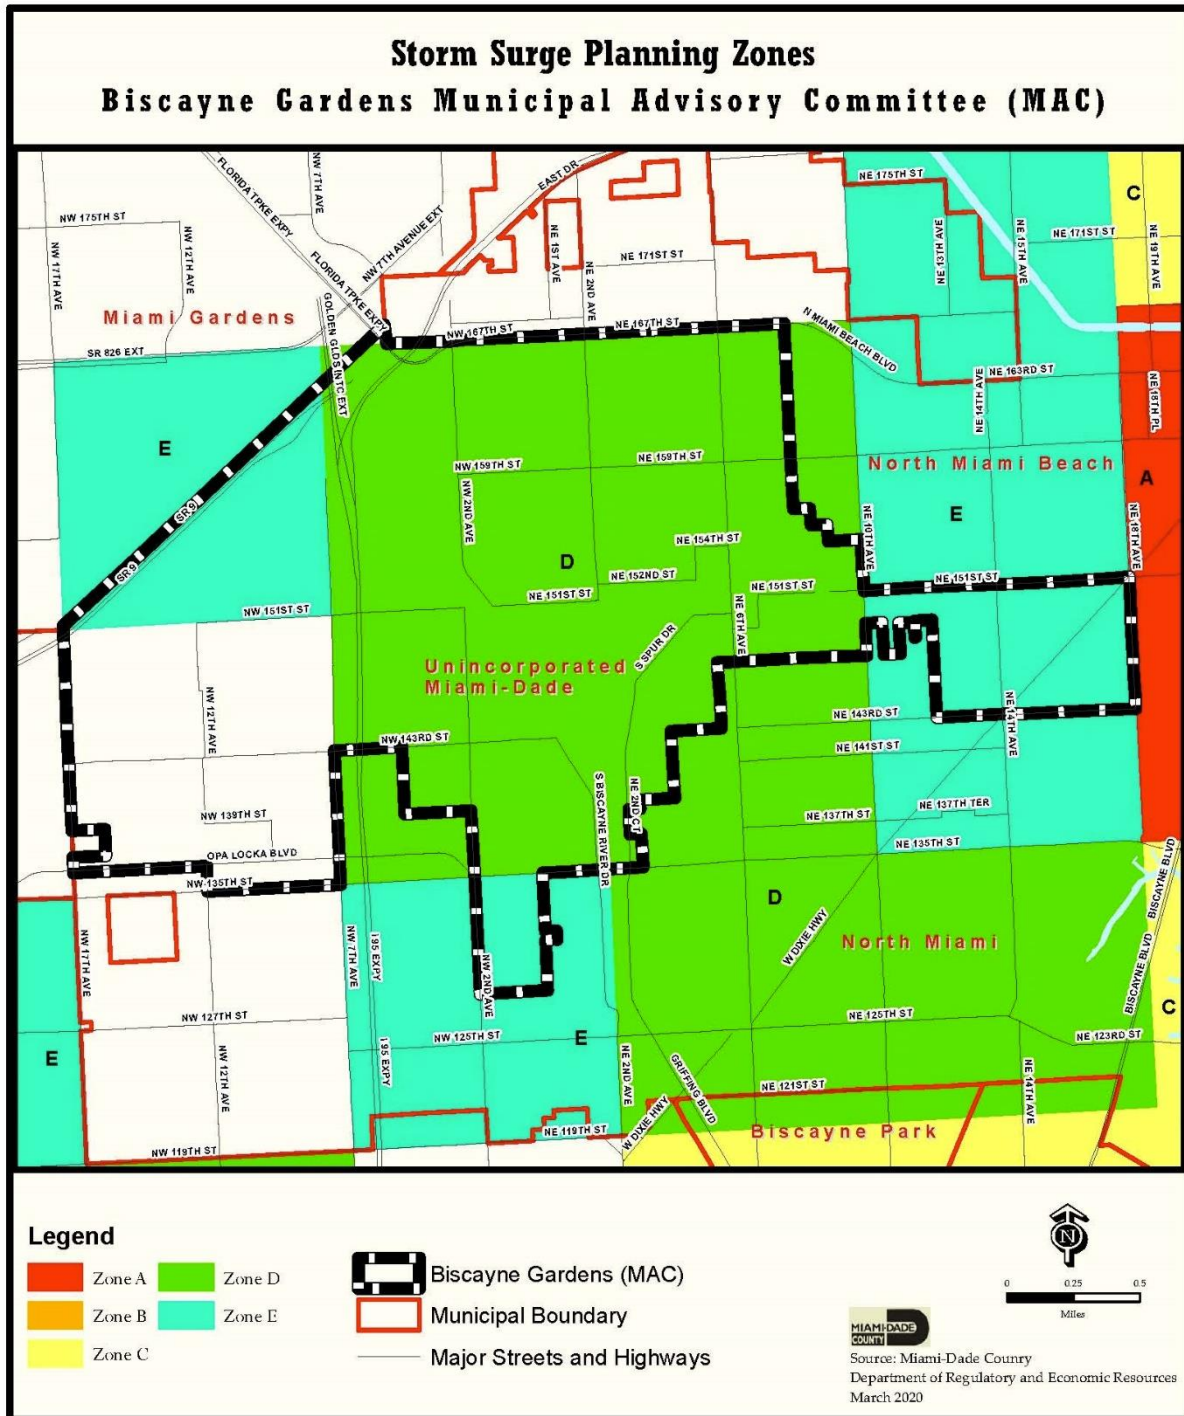 Storm Surge Planning Zones
Biscayne Gardens Municipal Advisory Committee (MAC)
FLORIDA TPKE EXPY
NW 7TH AVE
EAST DR
NE 175TH ST
C
NW 175TH ST
NW 17TH AVE
NW 12TH AVE
NW 7TH AVENUE EXT
NE 1ST AVE
NE 2ND AVE
NE 171ST ST
NE 13TH AVE
NE 15TH AVE
NE 171ST ST
NE 19TH AVE
FLORIDA TPKE EXPY
GOLDEN GLDS INTC EXT
Miami Gardens
SR 826 EXT
NW 167TH ST
NE 167TH ST
N MIAMI BEACH BLVD
NE 163RD ST
NE 14TH AVE
NE 18TH PL
E
NW 159TH ST
NE 159TH ST
North Miami Beach
A
NW 2ND AVE
SR 9
SR 9
NE 10TH AVE
E
NE 18TH AVE
NE 154TH ST
D
NE 152ND ST
NE 151ST ST
NE 151ST ST
NE 151ST ST
NW 151ST ST
NE 6TH AVE
S SPUR DR
Unincorporated
Miami-Dade
NW 12TH AVE
NE 14TH AVE
NE 143RD ST
NW 143RD ST
NE 141ST ST
S BISCAYNE RIVER DR
NE 2ND CT
NW 139TH ST
NE 137TH TER
NE 137TH ST
OPA LOCKA BLVD
NE 135TH ST
NW 135TH ST
BISCAYNE BLVD
D
W DIXIE HWY
North Miami
NW 17TH AVE
NW 7TH AVE
I 95 EXPY
NW 2ND AVE
BISCAYNE BLVD
C
NW 127TH ST
NE 125TH ST
NW 125TH ST
E
NE 123RD ST
E
NW 12TH AVE
I 95 EXPY
NE 2ND AVE
GRIFFING BLVD
NE 121ST ST
NE 14TH AVE
W DIXIE HWY
NE 119TH ST
Biscayne Park
NW 119TH ST
Legend
Zone A
Zone B
Zone C
Zone D
Zone E
Biscayne Gardens (MAC)
Municipal Boundary
Major Streets and Highways
N
0 0.25 0.5
Miles
MIAMI-DADE
COUNTY
Source: Miami-Dade Counry
Department of Regulatory and Economic Resources
March 2020